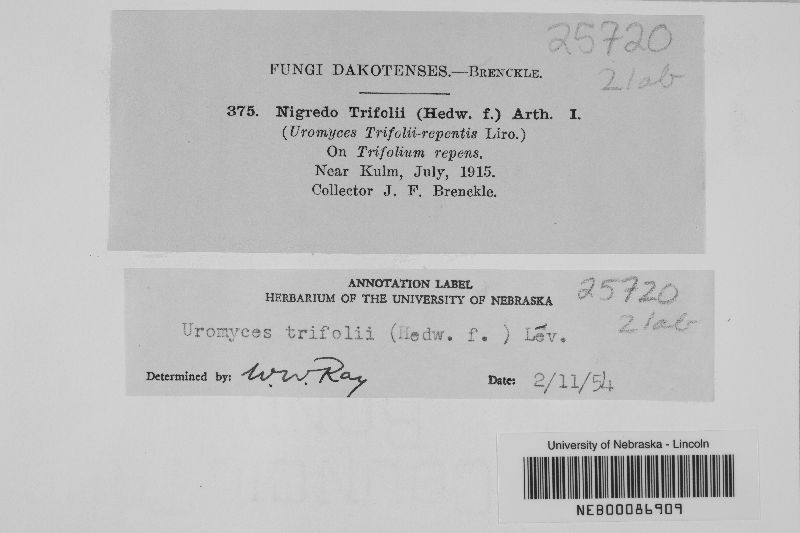 25720
21ab
FUNGI DAKOTENSES.—BRENCKLE.
375. Nigredo Trifolii (Hedw. f.) Arth. I.
(Uromyces Trifolii-repentis Liro.)
On Trifolium repens.
Near Kulm, July, 1915.
Collector J. F. Brenckle.
ANNOTATION LABEL
HERBARIUM OF THE UNIVERSITY OF NEBRASKA
25720
21ab
Uromyces trifolii (Hedw. f. ) Lév.
Determined by: W.W. Ray
Date: 2/11/54
University of Nebraska - Lincoln
NEB00086909